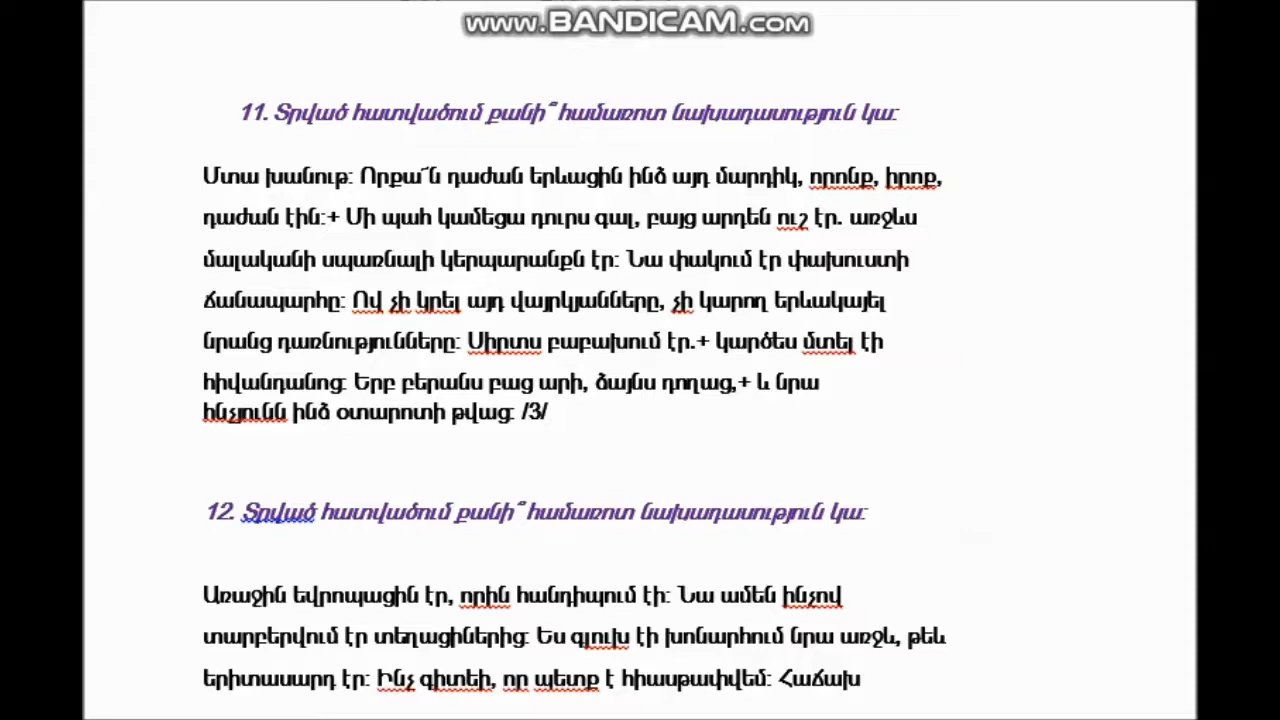 www.BANDICAM.com
11. Տրված հատվածում քանի՞ համառոտ նախադասություն կա:
Մտա խանութ: Որքա՜ն դաժան երևացին ինձ այդ մարդիկ, որոնք, իրոք,
դաժան էին:+ Մի պահ կամեցա դուրս գալ, բայց արդեն ուշ էր. առջևս
մալականի սպառնալի կերպարանքն էր: Նա փակում էր փախուստի
ճանապարհը: Ով չի կրել այդ վայրկյանները, չի կարող երևակայել
նրանց դառնությունները: Սիրտս բաբախում էր.+ կարծես մտել էի
հիվանդանոց: Երբ բերանս բաց արի, ձայնս դողաց,+ և նրա
հնչյունն ինձ օտարոտի թվաց: /3/
12. Տրված հատվածում քանի՞ համառոտ նախադասություն կա:
Առաջին եվրոպացին էր, որին հանդիպում էի: Նա ամեն ինչով
տարբերվում էր տեղացիներից: Ես գլուխ էի խոնարհում նրա առջև, թեև
երիտասարդ էր: Ինչ գիտեի, որ պետք է հիասթափվեմ: Հաճախ